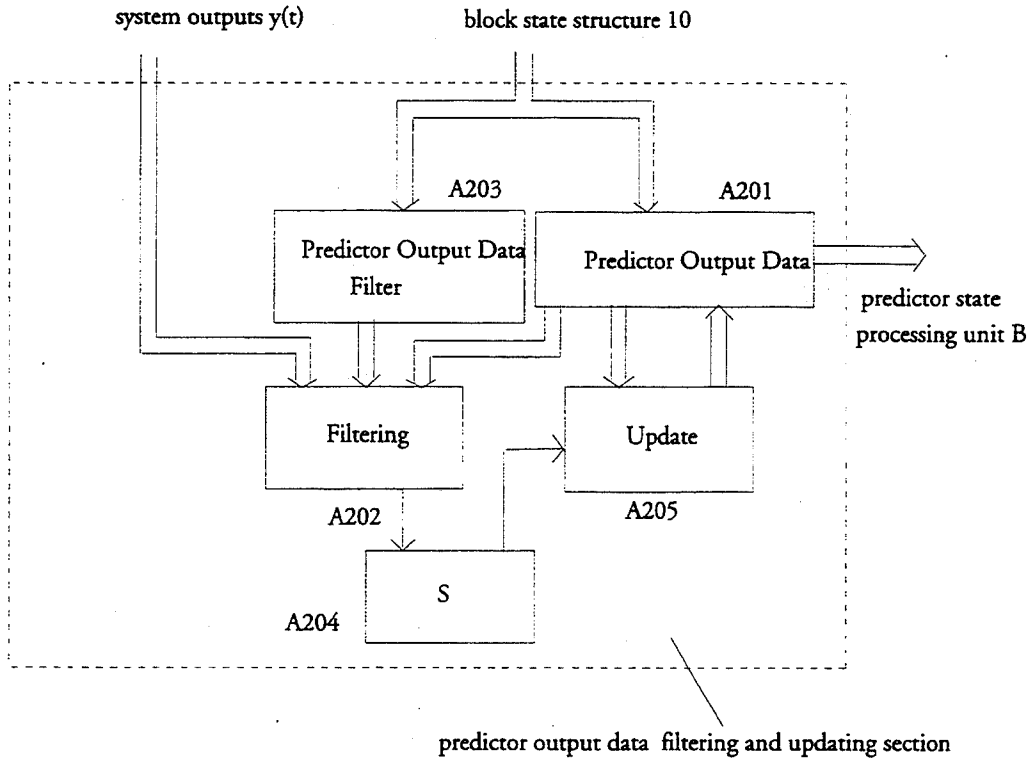 system outputs y(t)
block state structure 10
A203
A201
Predictor Output Data
Filter
Predictor Output Data
predictor state
processing unit B
Filtering
Update
A202
A205
S
A204
predictor output data filtering and updating section